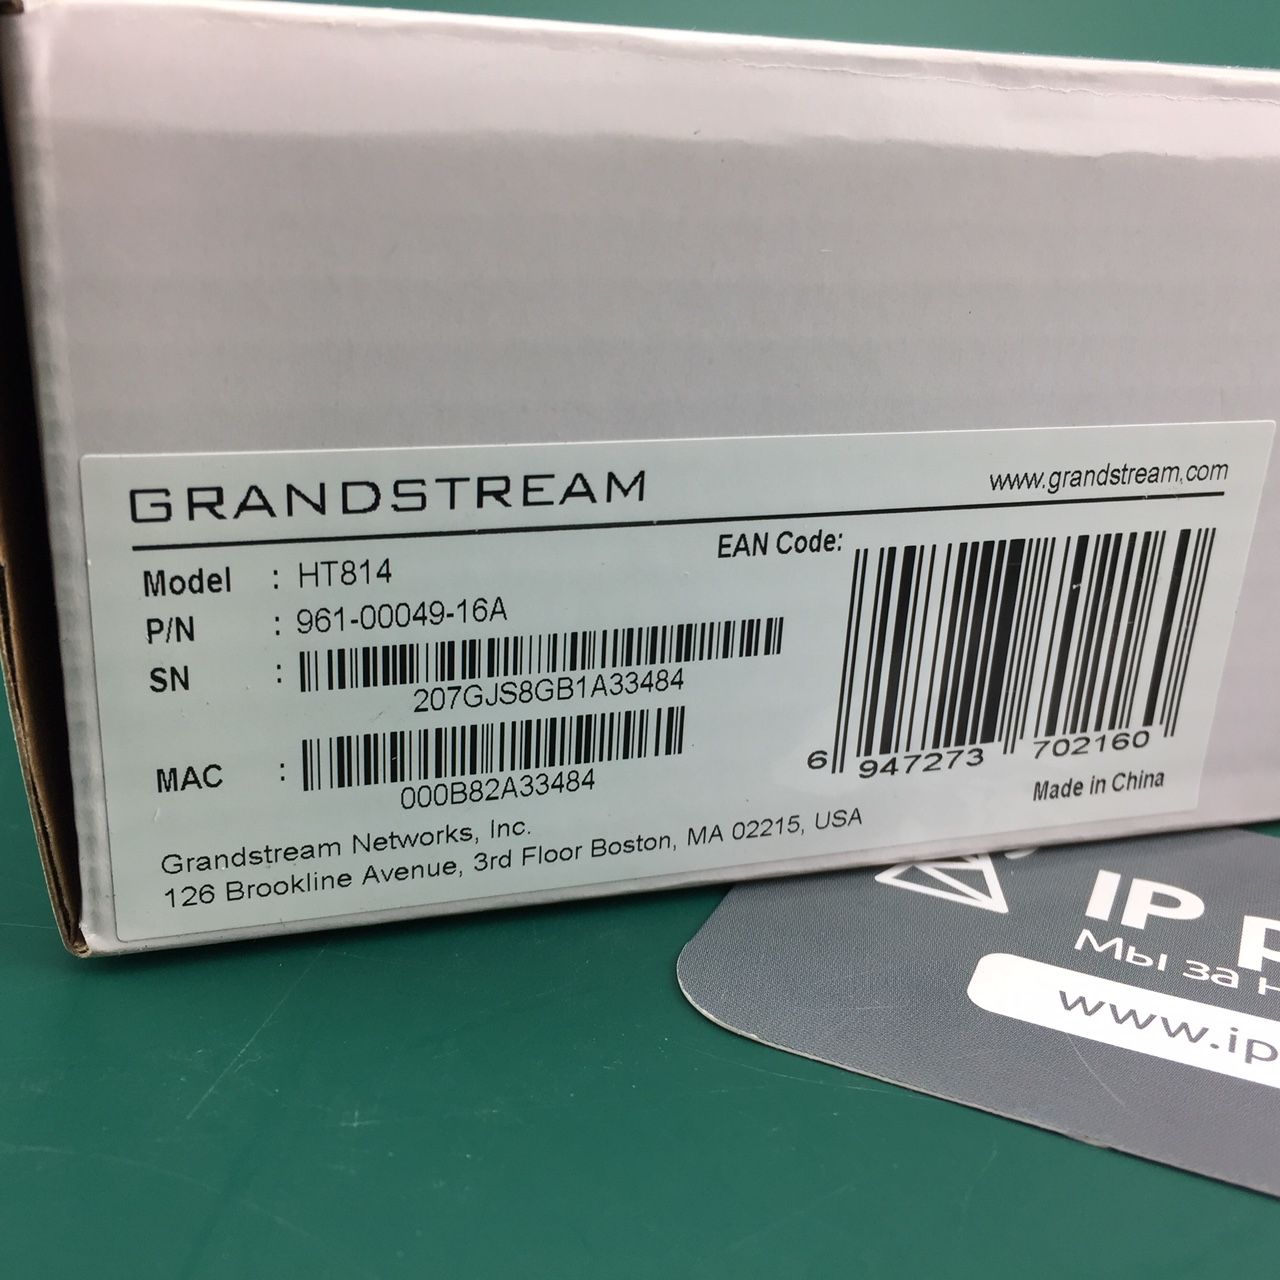 GRANDSTREAM
www.grandstream.com
Model : HT814
EAN Code:
P/N : 961-00049-16A
SN :
207GJS8GB1A33484
MAC :
000B82A33484
6 947273 702160
Made in China
Grandstream Networks, Inc.
126 Brookline Avenue, 3rd Floor Boston, MA 02215, USA
IP
Мы за
www.ip